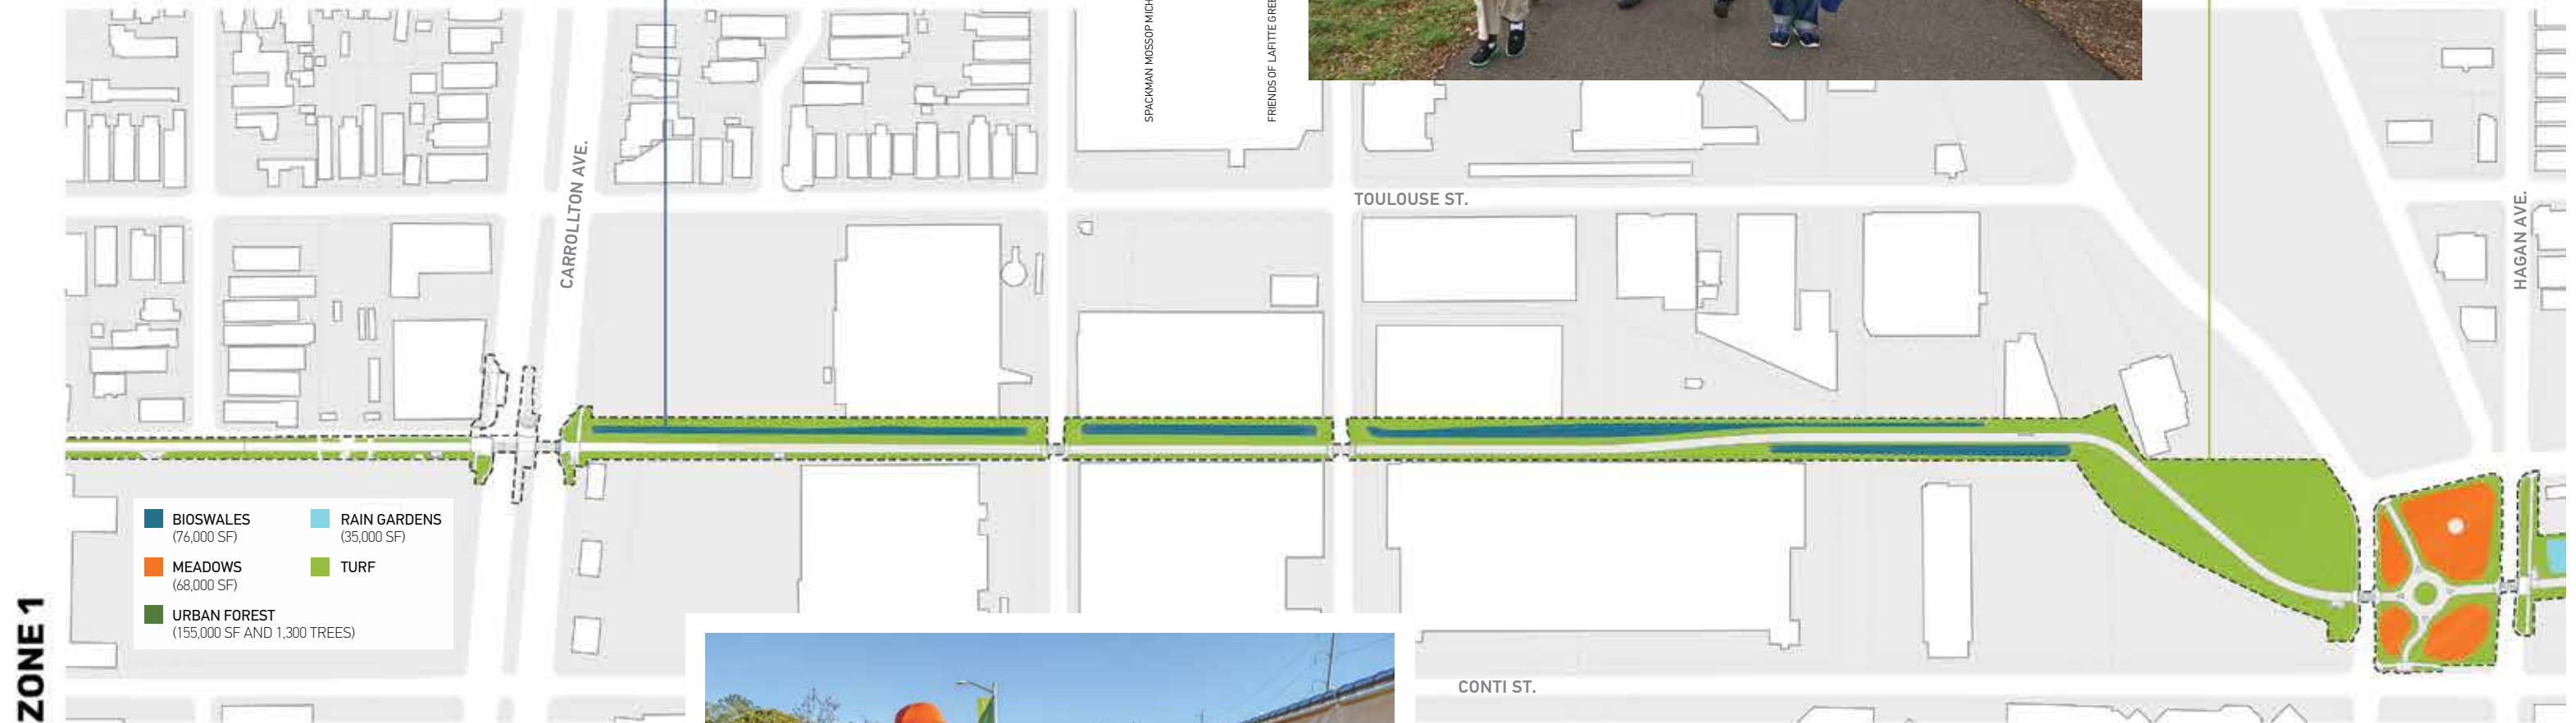 SPACKMAN MOSSOP MICH
FRIENDS OF LAFITTE GREE
CARROLLTON AVE.
TOULOUSE ST.
HAGAN AVE.
BIOSWALES
(76,000 SF)
RAIN GARDENS
(35,000 SF)
MEADOWS
(68,000 SF)
TURF
URBAN FOREST
(155,000 SF AND 1,300 TREES)
ZONE 1
CONTI ST.